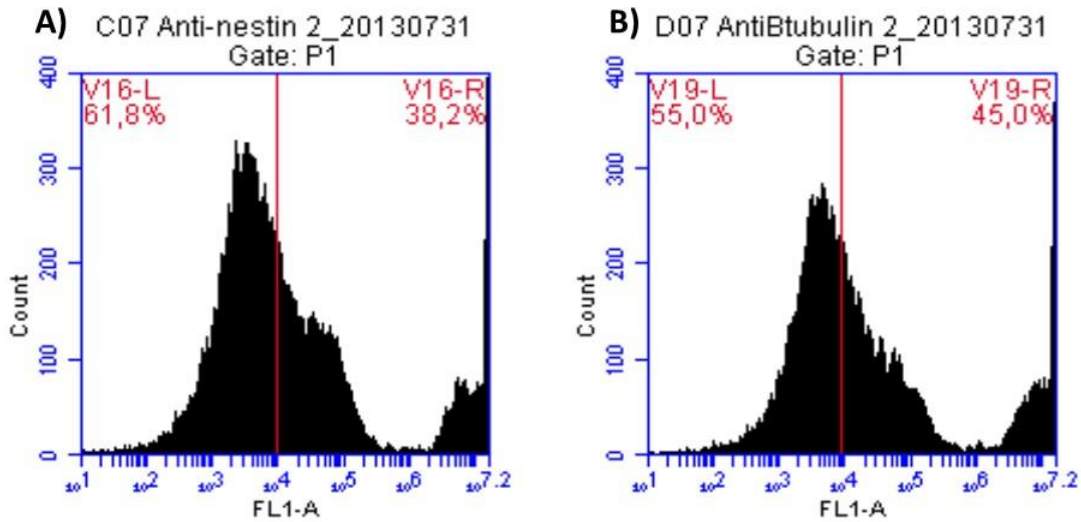 A) C07 Anti-nestin 2_20130731
Gate: P1
V16-L
61,8%
V16-R
38,2%
Count
0
100
200
300
400
10^1 10^2 10^3 10^4 10^5 10^6 10^7.2
FL1-A
B) D07 AntiBtubulin 2_20130731
Gate: P1
V19-L
55,0%
V19-R
45,0%
Count
0
100
200
300
400
10^1 10^2 10^3 10^4 10^5 10^6 10^7.2
FL1-A